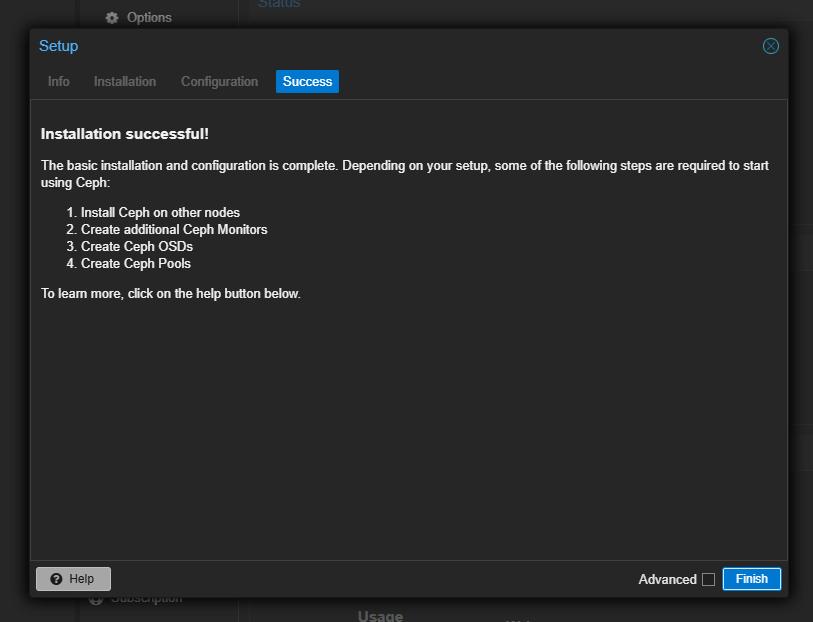 Options
Status
Setup
Info Installation Configuration Success
Installation successful!
The basic installation and configuration is complete. Depending on your setup, some of the following steps are required to start
using Ceph:
1. Install Ceph on other nodes
2. Create additional Ceph Monitors
3. Create Ceph OSDs
4. Create Ceph Pools
To learn more, click on the help button below.
Help
Advanced
Finish
Subscription
Usage